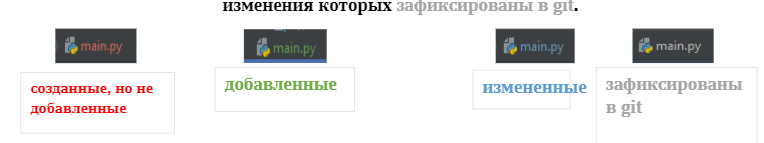 изменения которых зафиксированы в git.
main.py main.py main.py main.py
созданные, но не
добавленные
добавленные
измененные
зафиксированы
в git